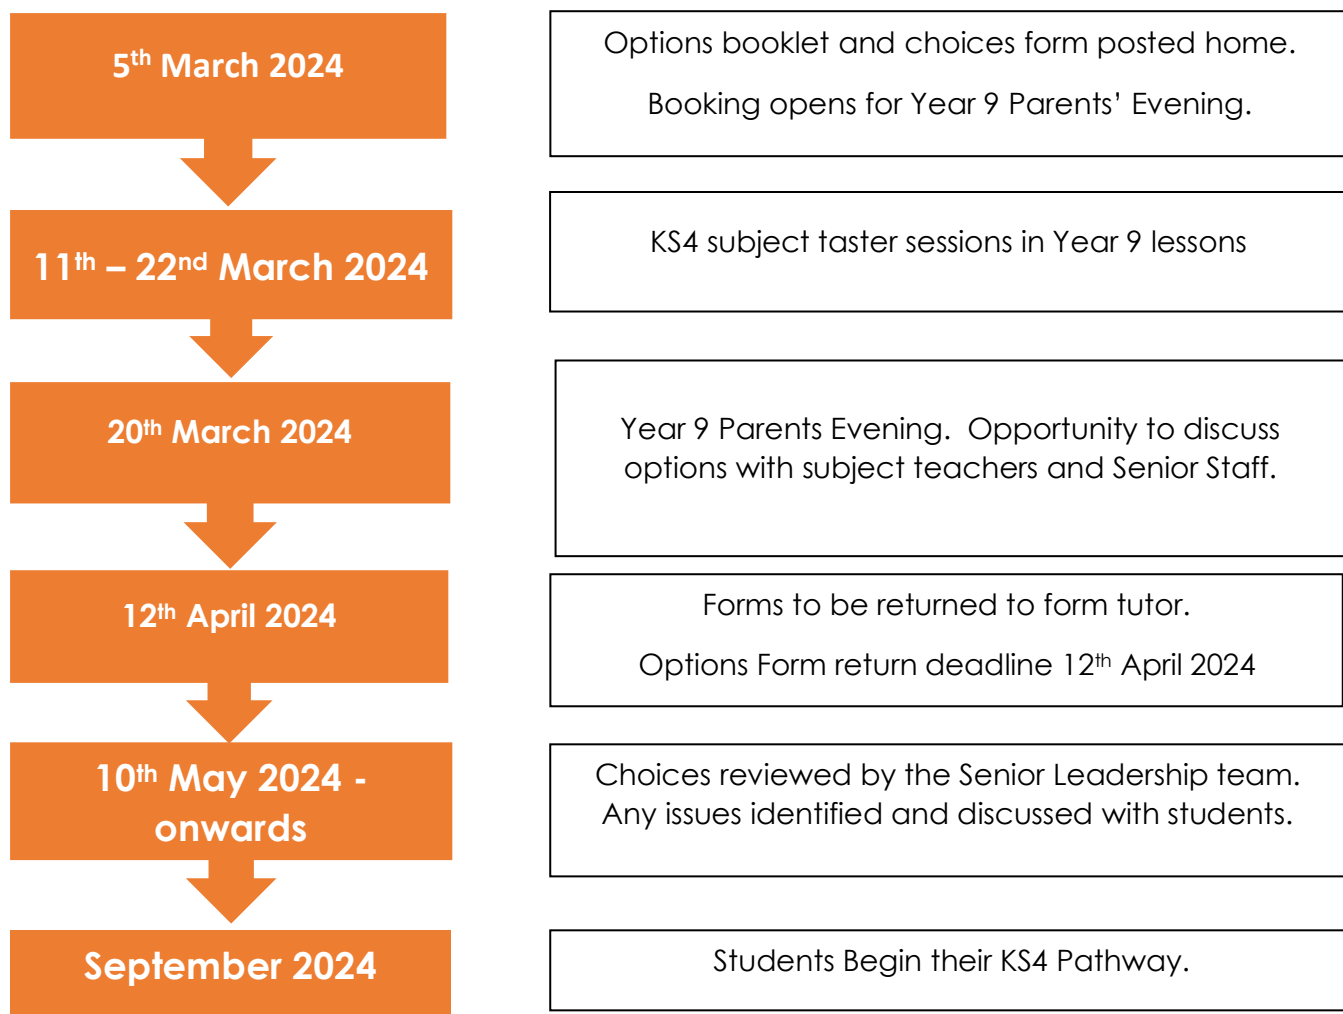 5th March 2024
Options booklet and choices form posted home.
Booking opens for Year 9 Parents’ Evening.
11th – 22nd March 2024
KS4 subject taster sessions in Year 9 lessons
20th March 2024
Year 9 Parents Evening.  Opportunity to discuss
options with subject teachers and Senior Staff.
12th April 2024
Forms to be returned to form tutor.
Options Form return deadline 12th April 2024
10th May 2024 -
onwards
Choices reviewed by the Senior Leadership team.
Any issues identified and discussed with students.
September 2024
Students Begin their KS4 Pathway.